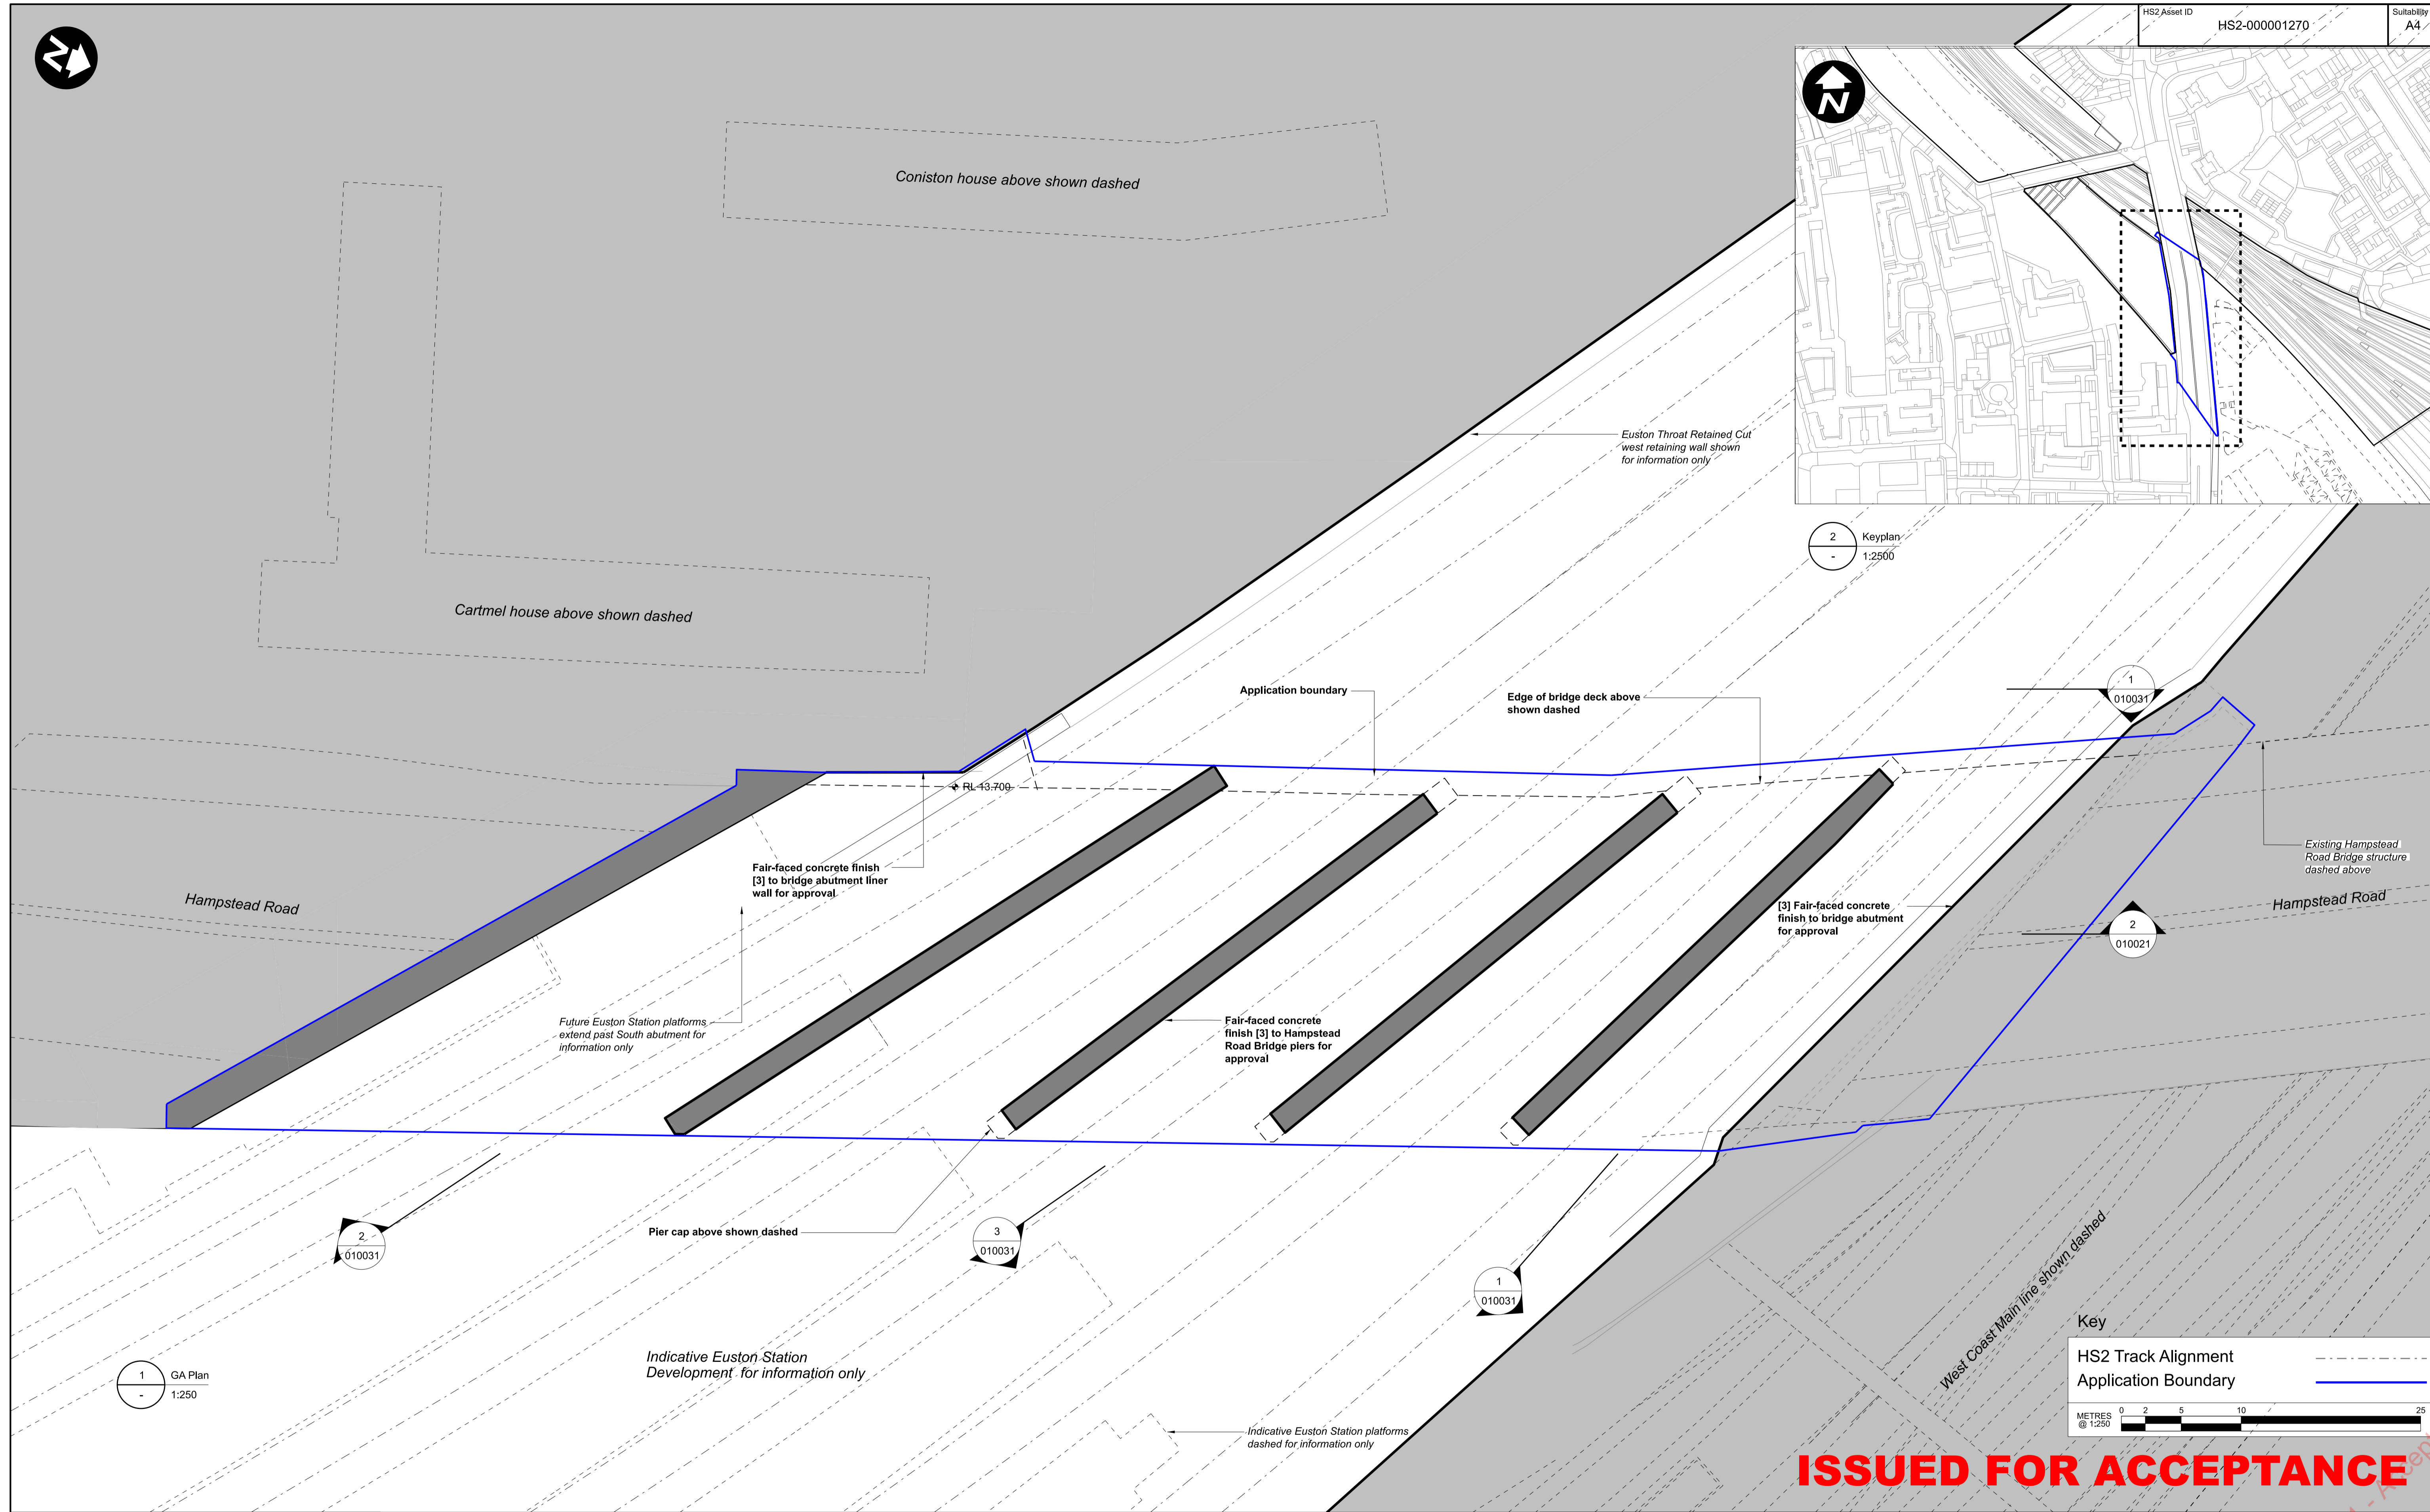 HS2 Asset ID
HS2-000001270
Suitability
A4
N
N
Coniston house above shown dashed
Euston Throat Retained Cut
west retaining wall shown
for information only
2
-
Keyplan
1:2500
Cartmel house above shown dashed
Application boundary
Edge of bridge deck above
shown dashed
1
010031
RL 13.700
Fair-faced concrete finish
[3] to bridge abutment liner
wall for approval
Existing Hampstead
Road Bridge structure
dashed above
Hampstead Road
Hampstead Road
[3] Fair-faced concrete
finish to bridge abutment
for approval
2
010021
Future Euston Station platforms
extend past South abutment for
information only
Fair-faced concrete
finish [3] to Hampstead
Road Bridge piers for
approval
Pier cap above shown dashed
2
010031
3
010031
1
010031
West Coast Main line shown dashed
Indicative Euston Station
Development for information only
1
-
GA Plan
1:250
Indicative Euston Station platforms
dashed for information only
Key
HS2 Track Alignment
Application Boundary
METRES
@ 1:250
0 2 5 10 25
ISSUED FOR ACCEPTANCE